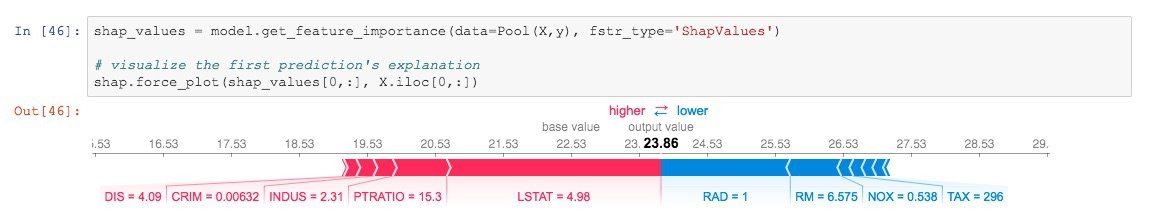 In [46]: shap_values = model.get_feature_importance(data=Pool(X,y), fstr_type='ShapValues')
# visualize the first prediction's explanation
shap.force_plot(shap_values[0,:], X.iloc[0,:])
Out[46]:
higher ⇄ lower
base value output value
.53 16.53 17.53 18.53 19.53 20.53 21.53 22.53 23. 23.86 24.53 25.53 26.53 27.53 28.53 29.
DIS = 4.09 CRIM = 0.00632 INDUS = 2.31 PTRATIO = 15.3 LSTAT = 4.98 RAD = 1 RM = 6.575 NOX = 0.538 TAX = 296